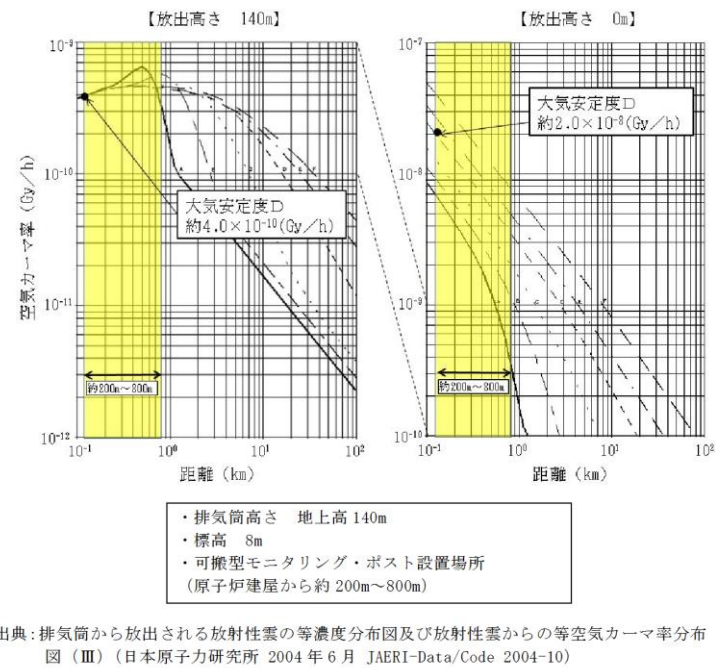 【放出高さ 140m】
【放出高さ 0m】
10⁻⁹
10⁻¹⁰
10⁻¹¹
10⁻¹²
空気カーマ率 (Gy/h)
大気安定度D
約4.0×10⁻¹⁰(Gy/h)
約200m～800m
10⁻¹
10⁰
10¹
10²
距離 (km)
10⁻⁷
10⁻⁸
10⁻⁹
10⁻¹⁰
大気安定度D
約2.0×10⁻⁸(Gy/h)
約200m～800m
10⁻¹
10⁰
10¹
10²
距離 (km)
・排気筒高さ 地上高140m
・標高 8m
・可搬型モニタリング・ポスト設置場所
(原子炉建屋から約200m～800m)
出典:排気筒から放出される放射性雲の等濃度分布図及び放射性雲からの等空気カーマ率分布
図(Ⅲ)(日本原子力研究所 2004年6月 JAERI-Data/Code 2004-10)